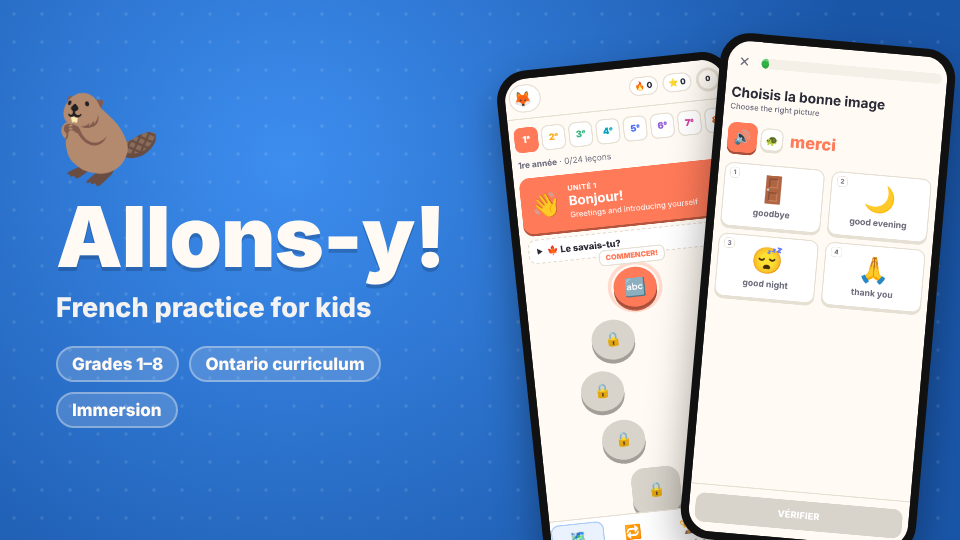 Allons-y!
French practice for kids
Grades 1–8
Ontario curriculum
Immersion
🔥 0
⭐ 0
0
1ᵉ
2ᵉ
3ᵉ
4ᵉ
5ᵉ
6ᵉ
7ᵉ
1re année · 0/24 leçons
UNITÉ 1
Bonjour!
Greetings and introducing yourself
Le savais-tu?
COMMENCER!
abc
Choisis la bonne image
Choose the right picture
merci
1
goodbye
2
good evening
3
good night
4
thank you
VÉRIFIER